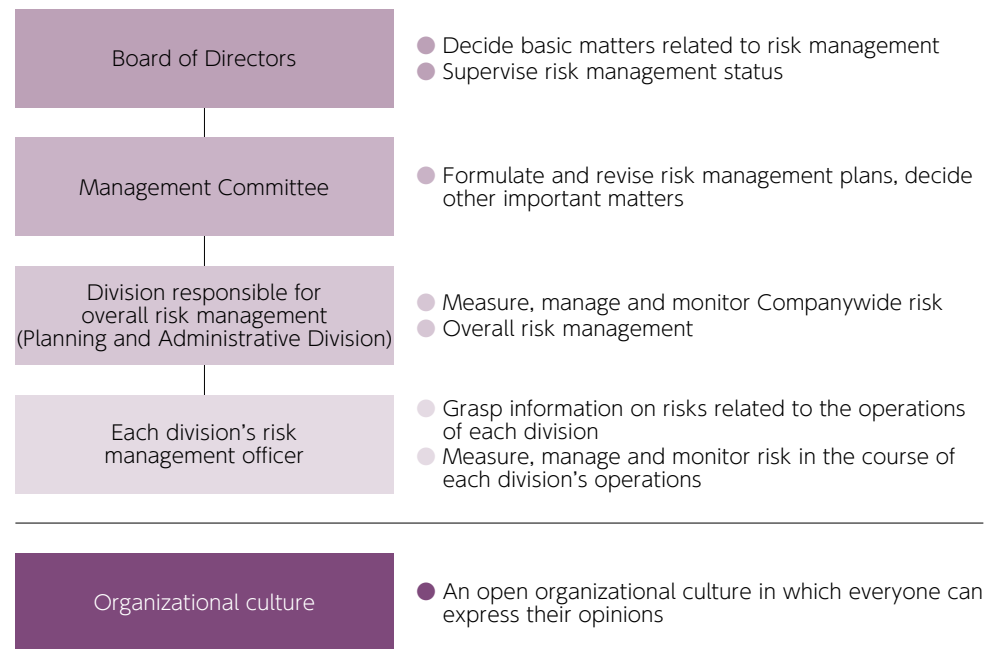 Board of Directors
● Decide basic matters related to risk management
● Supervise risk management status
Management Committee
● Formulate and revise risk management plans, decide
other important matters
Division responsible for
overall risk management
(Planning and Administrative Division)
● Measure, manage and monitor Companywide risk
● Overall risk management
Each division’s risk
management officer
● Grasp information on risks related to the operations
of each division
● Measure, manage and monitor risk in the course of
each division’s operations
Organizational culture
● An open organizational culture in which everyone can
express their opinions